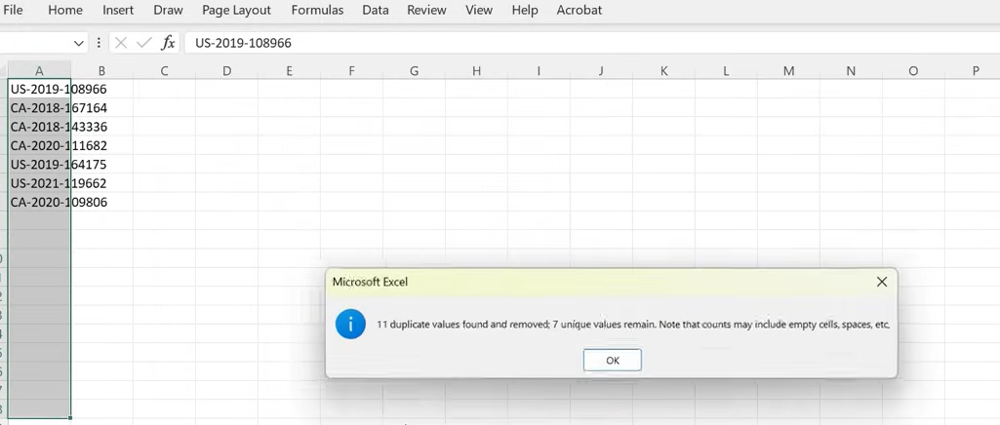 File Home Insert Draw Page Layout Formulas Data Review View Help Acrobat
fx US-2019-108966
A B C D E F G H I J K L M N O P
US-2019-108966
CA-2018-167164
CA-2018-143336
CA-2020-111682
US-2019-164175
US-2021-119662
CA-2020-109806
Microsoft Excel
11 duplicate values found and removed; 7 unique values remain. Note that counts may include empty cells, spaces, etc.
OK